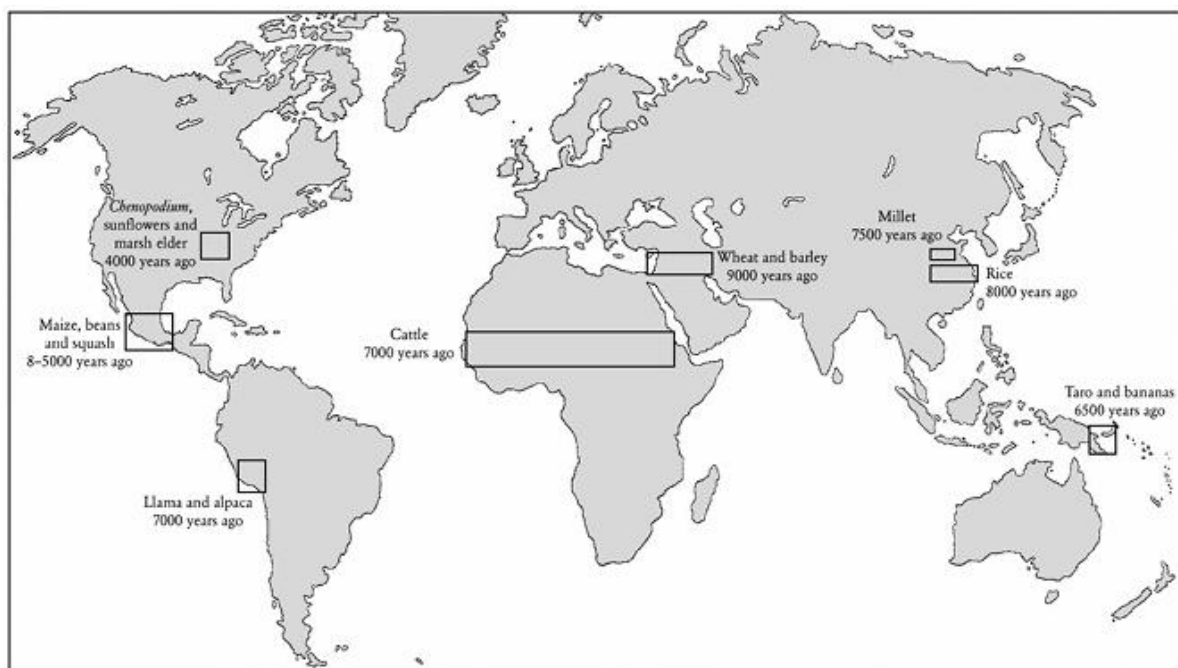 Chenopodium,
sunflowers and
marsh elder
4000 years ago
Millet
7500 years ago
Wheat and barley
9000 years ago
Rice
8000 years ago
Maize, beans
and squash
8–5000 years ago
Cattle
7000 years ago
Taro and bananas
6500 years ago
Llama and alpaca
7000 years ago